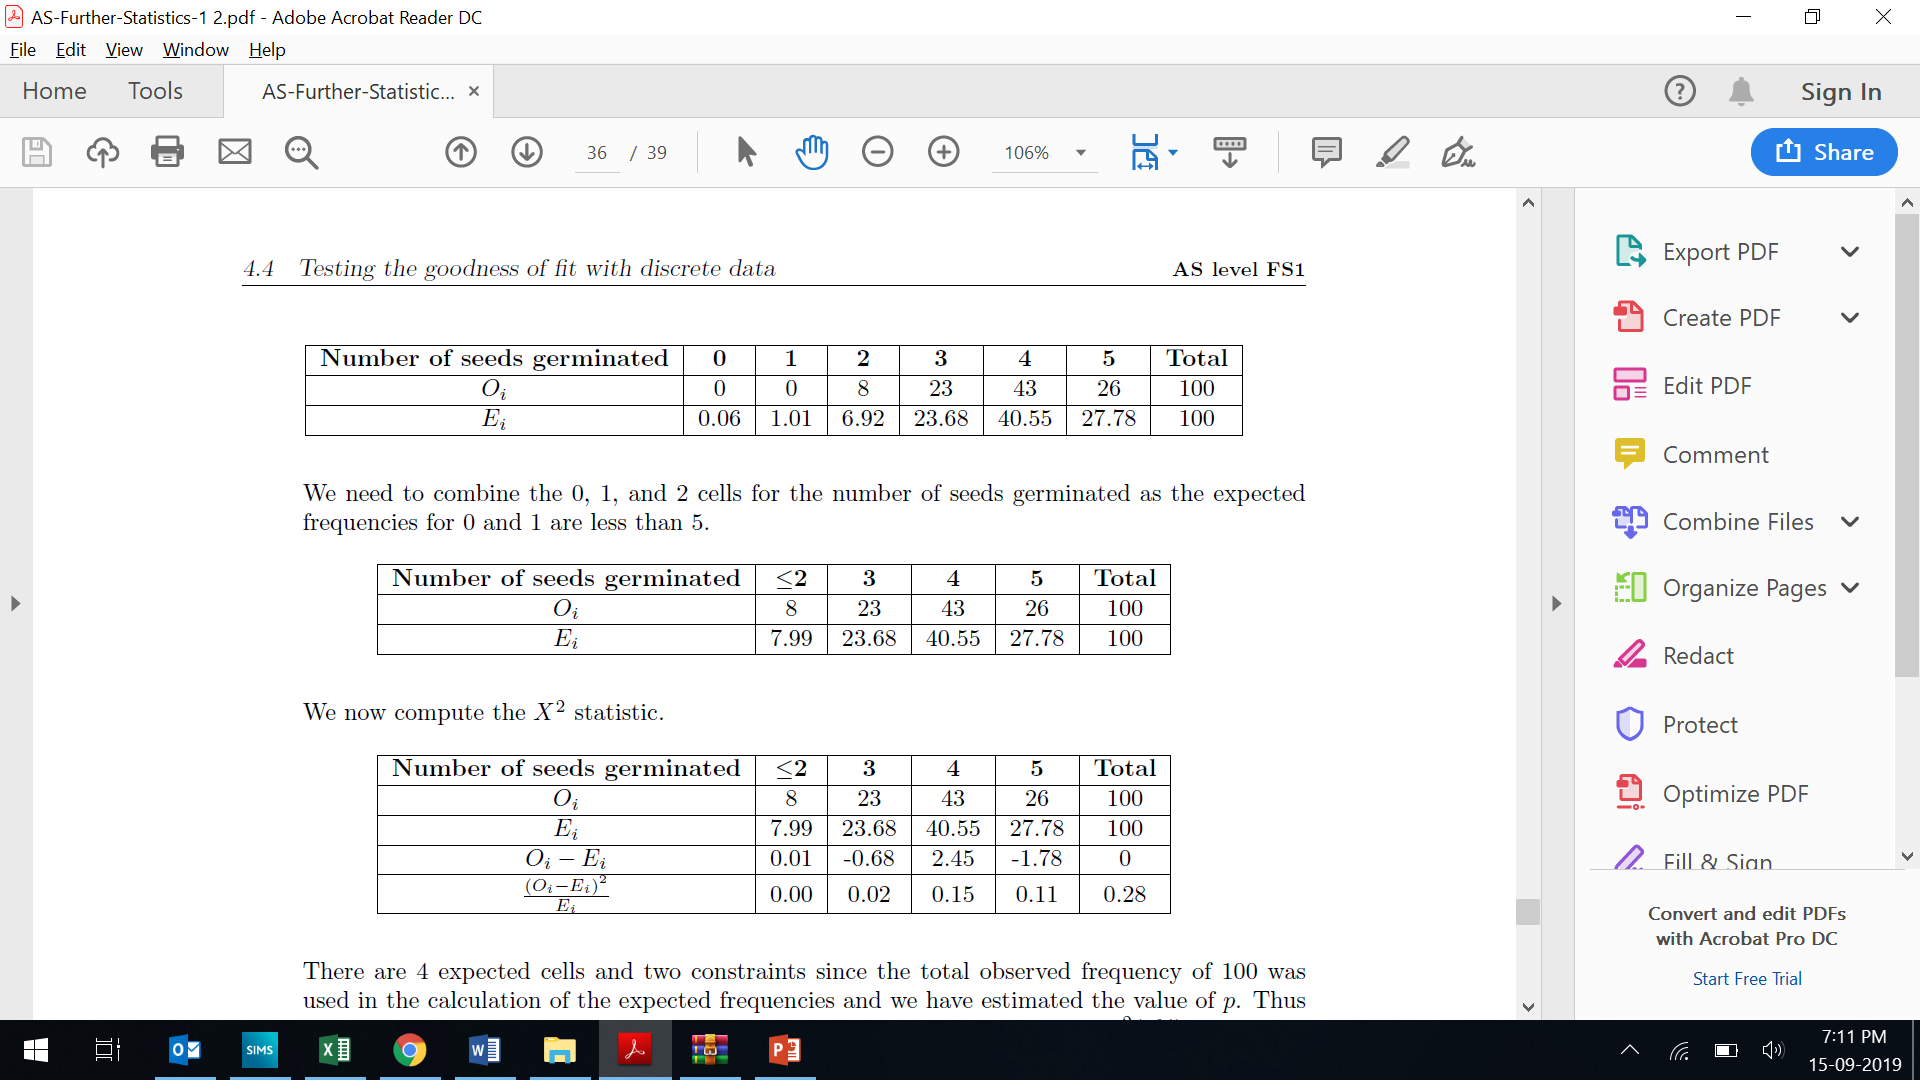 AS-Further-Statistics-1 2.pdf - Adobe Acrobat Reader DC
File Edit View Window Help
Home Tools AS-Further-Statistic... × Sign In
36 / 39 106% Share
4.4 Testing the goodness of fit with discrete data AS level FS1
Number of seeds germinated 0 1 2 3 4 5 Total
Oi 0 0 8 23 43 26 100
Ei 0.06 1.01 6.92 23.68 40.55 27.78 100
We need to combine the 0, 1, and 2 cells for the number of seeds germinated as the expected
frequencies for 0 and 1 are less than 5.
Number of seeds germinated ≤2 3 4 5 Total
Oi 8 23 43 26 100
Ei 7.99 23.68 40.55 27.78 100
We now compute the X² statistic.
Number of seeds germinated ≤2 3 4 5 Total
Oi 8 23 43 26 100
Ei 7.99 23.68 40.55 27.78 100
Oi − Ei 0.01 -0.68 2.45 -1.78 0
(Oi−Ei)²/Ei 0.00 0.02 0.15 0.11 0.28
There are 4 expected cells and two constraints since the total observed frequency of 100 was
used in the calculation of the expected frequencies and we have estimated the value of p. Thus
Export PDF
Create PDF
Edit PDF
Comment
Combine Files
Organize Pages
Redact
Protect
Optimize PDF
Fill & Sign
Convert and edit PDFs
with Acrobat Pro DC
Start Free Trial
SIMS
7:11 PM
15-09-2019